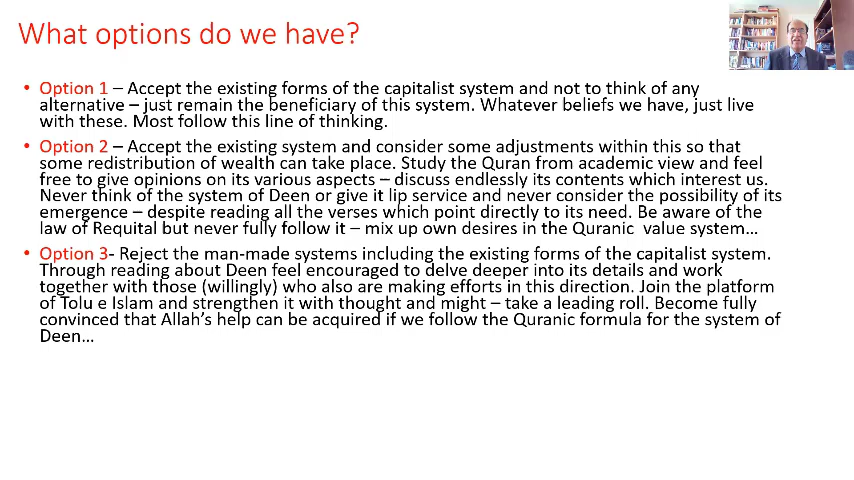 What options do we have?
• Option 1 – Accept the existing forms of the capitalist system and not to think of any
alternative – just remain the beneficiary of this system. Whatever beliefs we have, just live
with these. Most follow this line of thinking.
• Option 2 – Accept the existing system and consider some adjustments within this so that
some redistribution of wealth can take place. Study the Quran from academic view and feel
free to give opinions on its various aspects – discuss endlessly its contents which interest us.
Never think of the system of Deen or give it lip service and never consider the possibility of its
emergence – despite reading all the verses which point directly to its need. Be aware of the
law of Requital but never fully follow it – mix up own desires in the Quranic value system…
• Option 3- Reject the man-made systems including the existing forms of the capitalist system.
Through reading about Deen feel encouraged to delve deeper into its details and work
together with those (willingly) who also are making efforts in this direction. Join the platform
of Tolu e Islam and strengthen it with thought and might – take a leading roll. Become fully
convinced that Allah’s help can be acquired if we follow the Quranic formula for the system of
Deen…